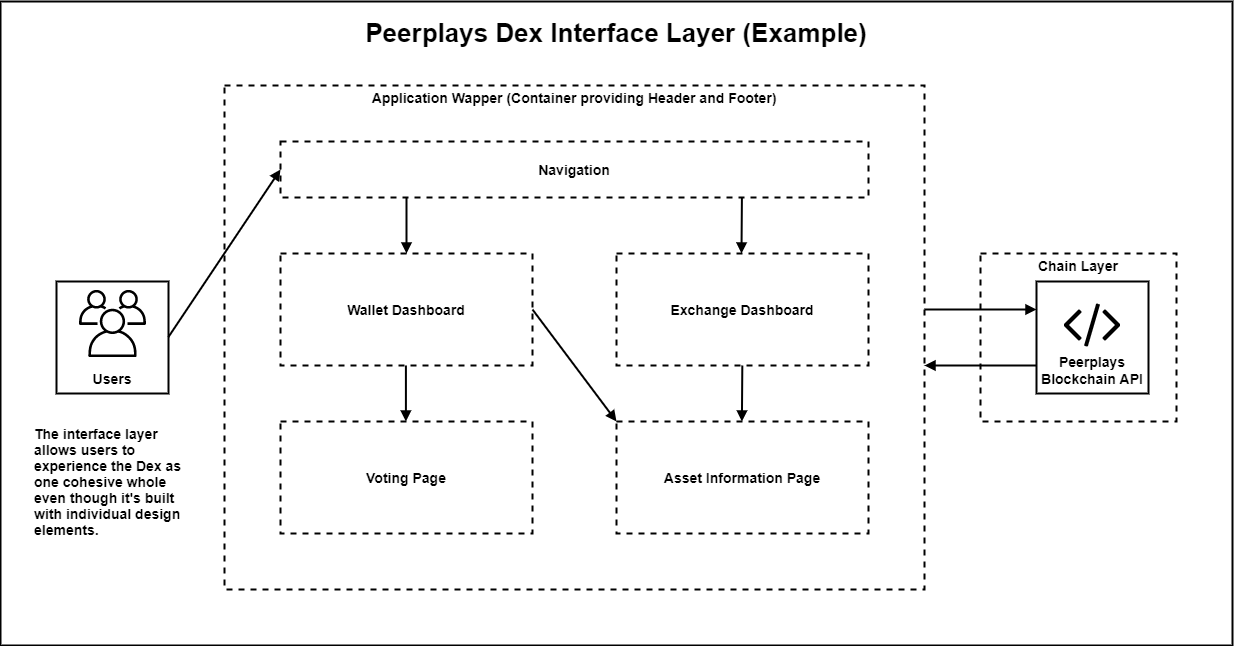 Peerplays Dex Interface Layer (Example)
Application Wapper (Container providing Header and Footer)
Navigation
Wallet Dashboard
Exchange Dashboard
Voting Page
Asset Information Page
Users
The interface layer
allows users to
experience the Dex as
one cohesive whole
even though it's built
with individual design
elements.
Chain Layer
</>
Peerplays
Blockchain API